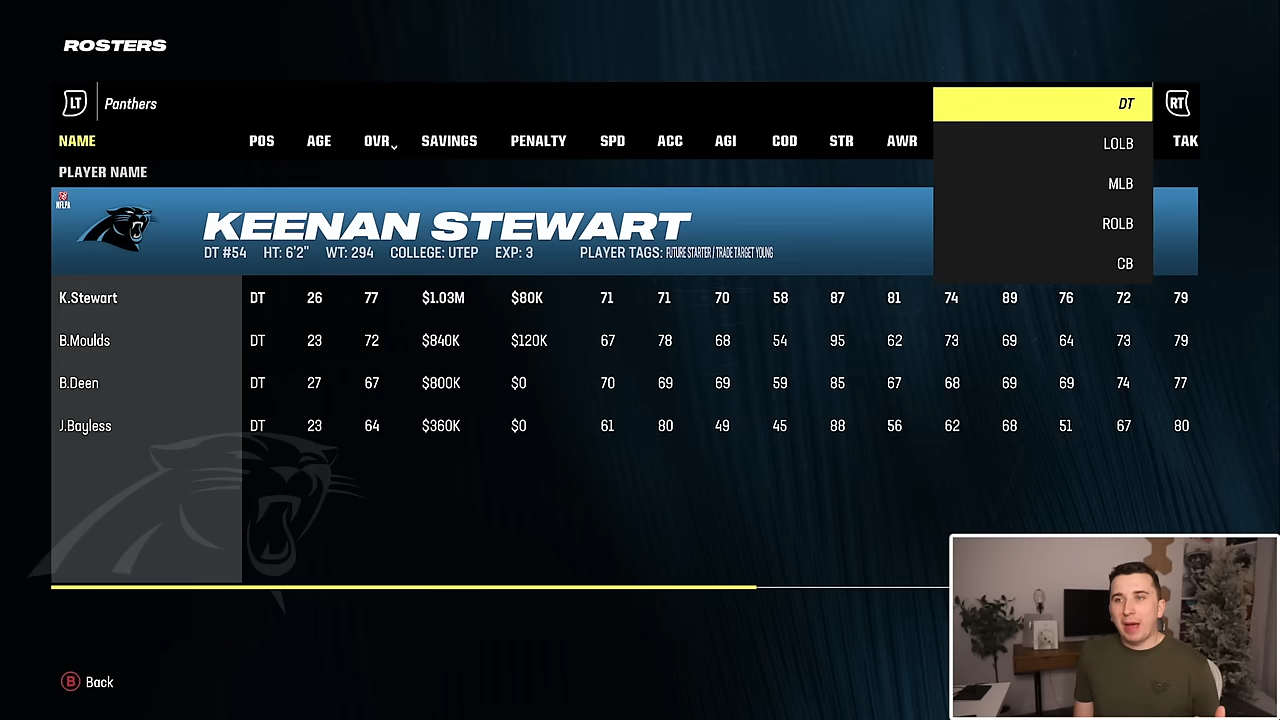 ROSTERS
LT Panthers DT RT
NAME POS AGE OVR SAVINGS PENALTY SPD ACC AGI COD STR AWR LOLB TAK
PLAYER NAME MLB
NFLPA
KEENAN STEWART ROLB
DT #54 HT: 6'2" WT: 294 COLLEGE: UTEP EXP: 3 PLAYER TAGS: FUTURE STARTER / TRADE TARGET YOUNG CB
K.Stewart DT 26 77 $1.03M $80K 71 71 70 58 87 81 74 89 76 72 79
B.Moulds DT 23 72 $840K $120K 67 78 68 54 95 62 73 69 64 73 79
B.Deen DT 27 67 $800K $0 70 69 69 59 85 67 68 69 69 74 77
J.Bayless DT 23 64 $360K $0 61 80 49 45 88 56 62 68 51 67 80
B Back